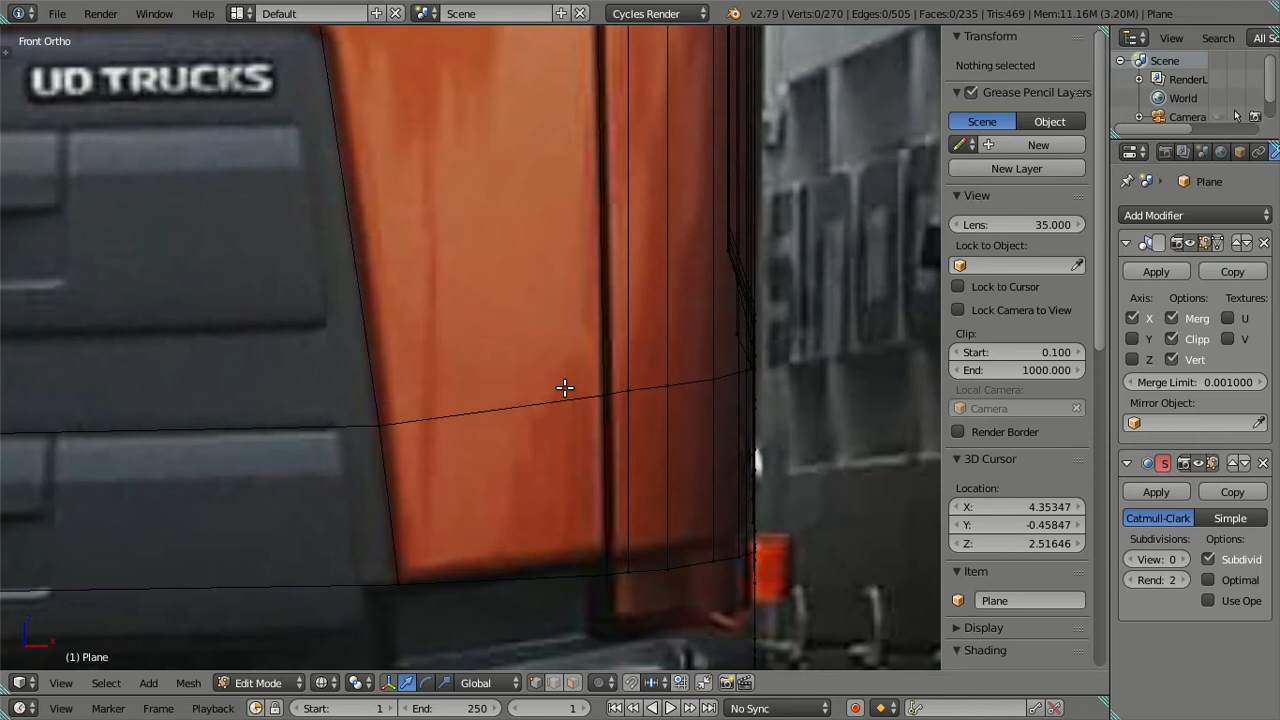 File Render Window Help Default Scene Cycles Render v2.79 | Verts:0/270 | Edges:0/505 | Faces:0/235 | Tris:469 | Mem:11.16M (3.20M) | Plane
Front Ortho
UD TRUCKS
(1) Plane
Transform
Nothing selected
Grease Pencil Layers
Scene Object
New
New Layer
View
Lens: 35.000
Lock to Object:
Lock to Cursor
Lock Camera to View
Clip:
Start: 0.100
End: 1000.000
Local Camera:
Camera
Render Border
3D Cursor
Location:
X: 4.35347
Y: -0.45847
Z: 2.51646
Item
Plane
Display
Shading
View Search All Sc
Scene
RenderL
World
Camera
Plane
Add Modifier
Apply Copy
Axis: Options: Textures:
X Merg U
Y Clipp V
Z Vert
Merge Limit: 0.001000
Mirror Object:
S
Apply Copy
Catmull-Clark Simple
Subdivisions: Options:
View: 0 Subdivid
Rend: 2 Optimal
Use Ope
View Select Add Mesh Edit Mode Global
View Marker Frame Playback Start: 1 End: 250 1 No Sync